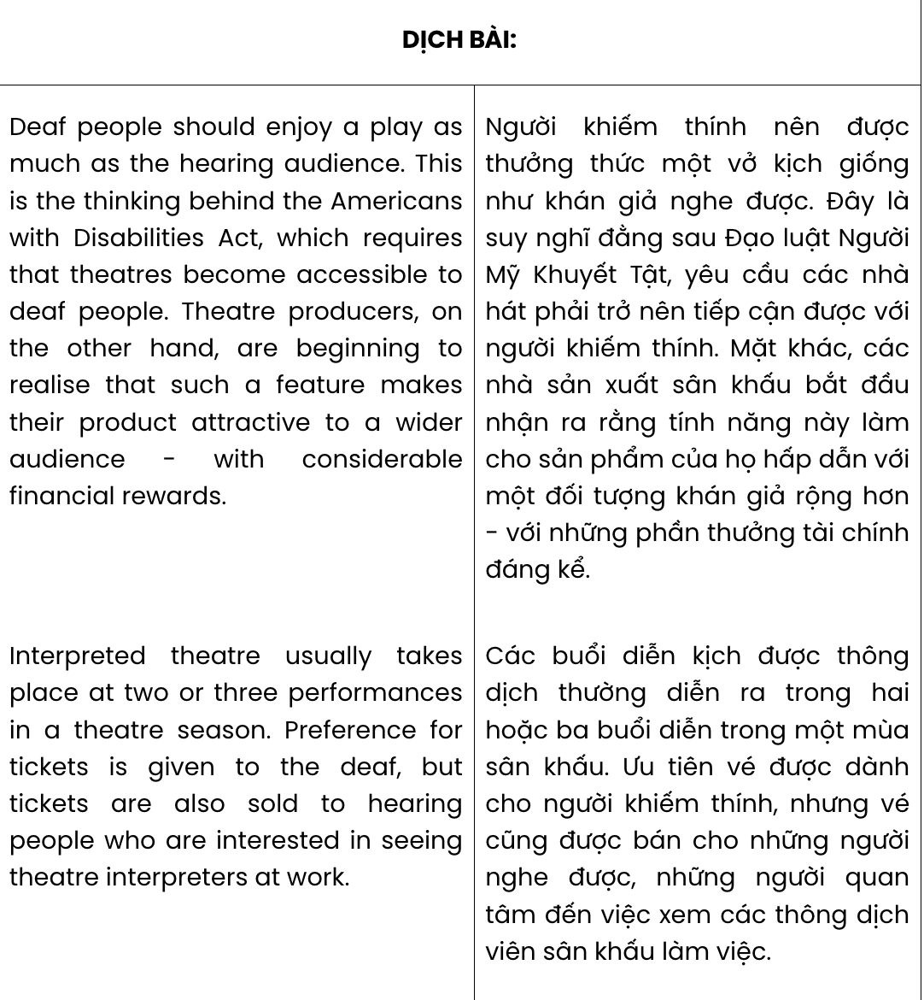 DỊCH BÀI:
Deaf people should enjoy a play as
much as the hearing audience. This
is the thinking behind the Americans
with Disabilities Act, which requires
that theatres become accessible to
deaf people. Theatre producers, on
the other hand, are beginning to
realise that such a feature makes
their product attractive to a wider
audience - with considerable
financial rewards.
Người khiếm thính nên được
thưởng thức một vở kịch giống
như khán giả nghe được. Đây là
suy nghĩ đằng sau Đạo luật Người
Mỹ Khuyết Tật, yêu cầu các nhà
hát phải trở nên tiếp cận được với
người khiếm thính. Mặt khác, các
nhà sản xuất sân khấu bắt đầu
nhận ra rằng tính năng này làm
cho sản phẩm của họ hấp dẫn với
một đối tượng khán giả rộng hơn
- với những phần thưởng tài chính
đáng kể.
Interpreted theatre usually takes
place at two or three performances
in a theatre season. Preference for
tickets is given to the deaf, but
tickets are also sold to hearing
people who are interested in seeing
theatre interpreters at work.
Các buổi diễn kịch được thông
dịch thường diễn ra trong hai
hoặc ba buổi diễn trong một mùa
sân khấu. Ưu tiên vé được dành
cho người khiếm thính, nhưng vé
cũng được bán cho những người
nghe được, những người quan
tâm đến việc xem các thông dịch
viên sân khấu làm việc.